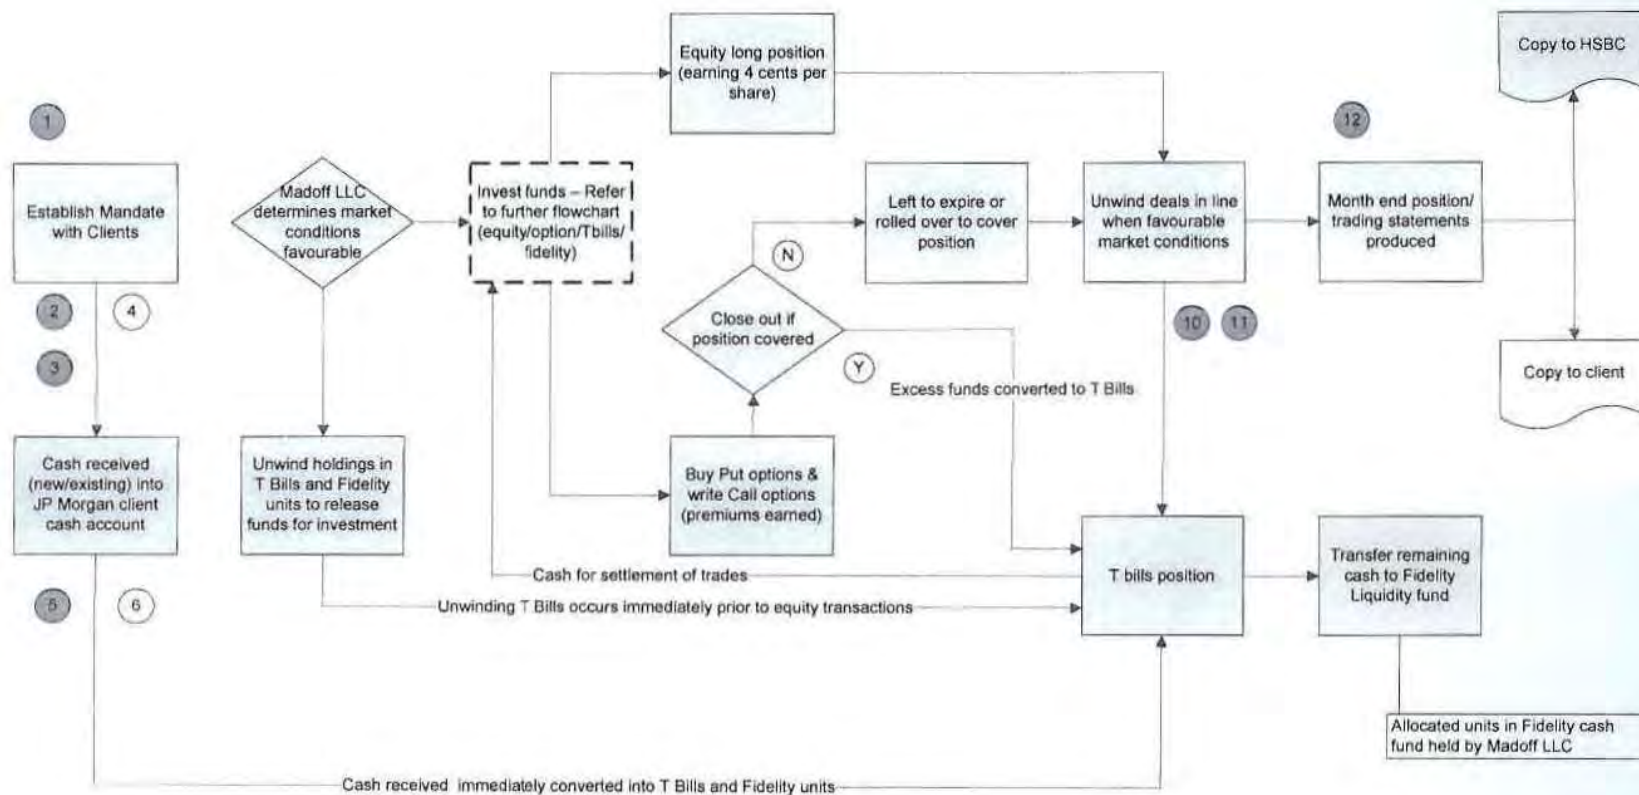 Copy to HSBC
Equity long position
(earning 4 cents per
share)
1
12
Establish Mandate
with Clients
Madoff LLC
determines market
conditions
favourable
Invest funds – Refer
to further flowchart
(equity/option/Tbills/
fidelity)
Left to expire or
rolled over to cover
position
Unwind deals in line
when favourable
market conditions
Month end position/
trading statements
produced
N
2
4
3
Close out if
position covered
10
11
Y
Excess funds converted to T Bills
Copy to client
Cash received
(new/existing) into
JP Morgan client
cash account
Unwind holdings in
T Bills and Fidelity
units to release
funds for investment
Buy Put options &
write Call options
(premiums earned)
Cash for settlement of trades
T bills position
Transfer remaining
cash to Fidelity
Liquidity fund
5
6
Unwinding T Bills occurs immediately prior to equity transactions
Allocated units in Fidelity cash
fund held by Madoff LLC
Cash received immediately converted into T Bills and Fidelity units